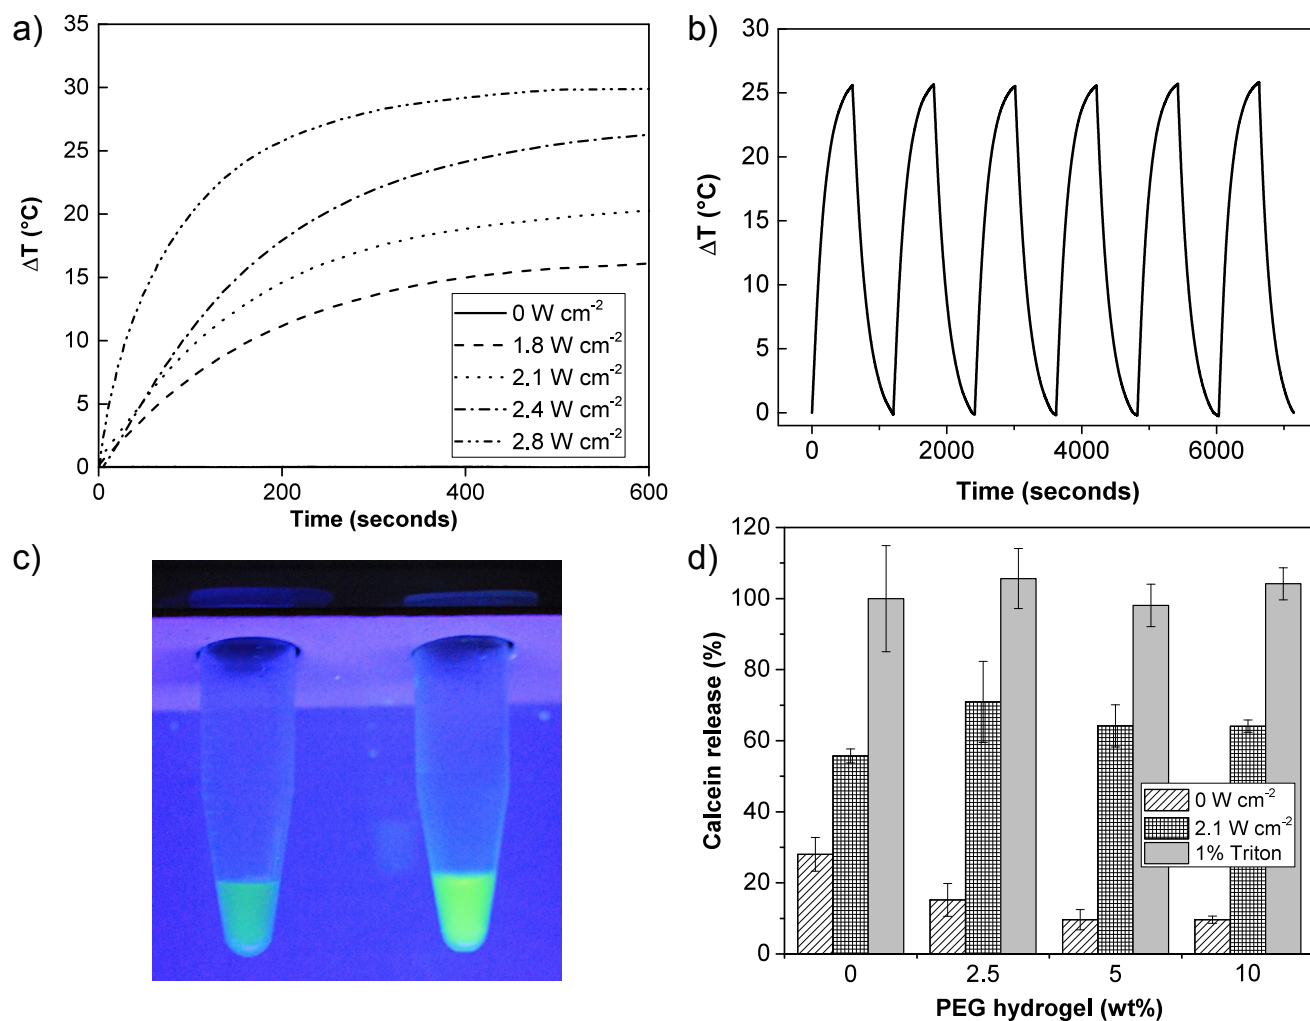 a)
35
30
25
20
15
10
5
0
ΔT (°C)
0 200 400 600
Time (seconds)
0 W cm-2
1.8 W cm-2
2.1 W cm-2
2.4 W cm-2
2.8 W cm-2
b)
30
25
20
15
10
5
0
ΔT (°C)
0 2000 4000 6000
Time (seconds)
c)
d)
120
100
80
60
40
20
0
Calcein release (%)
0 W cm-2
2.1 W cm-2
1% Triton
0 2.5 5 10
PEG hydrogel (wt%)